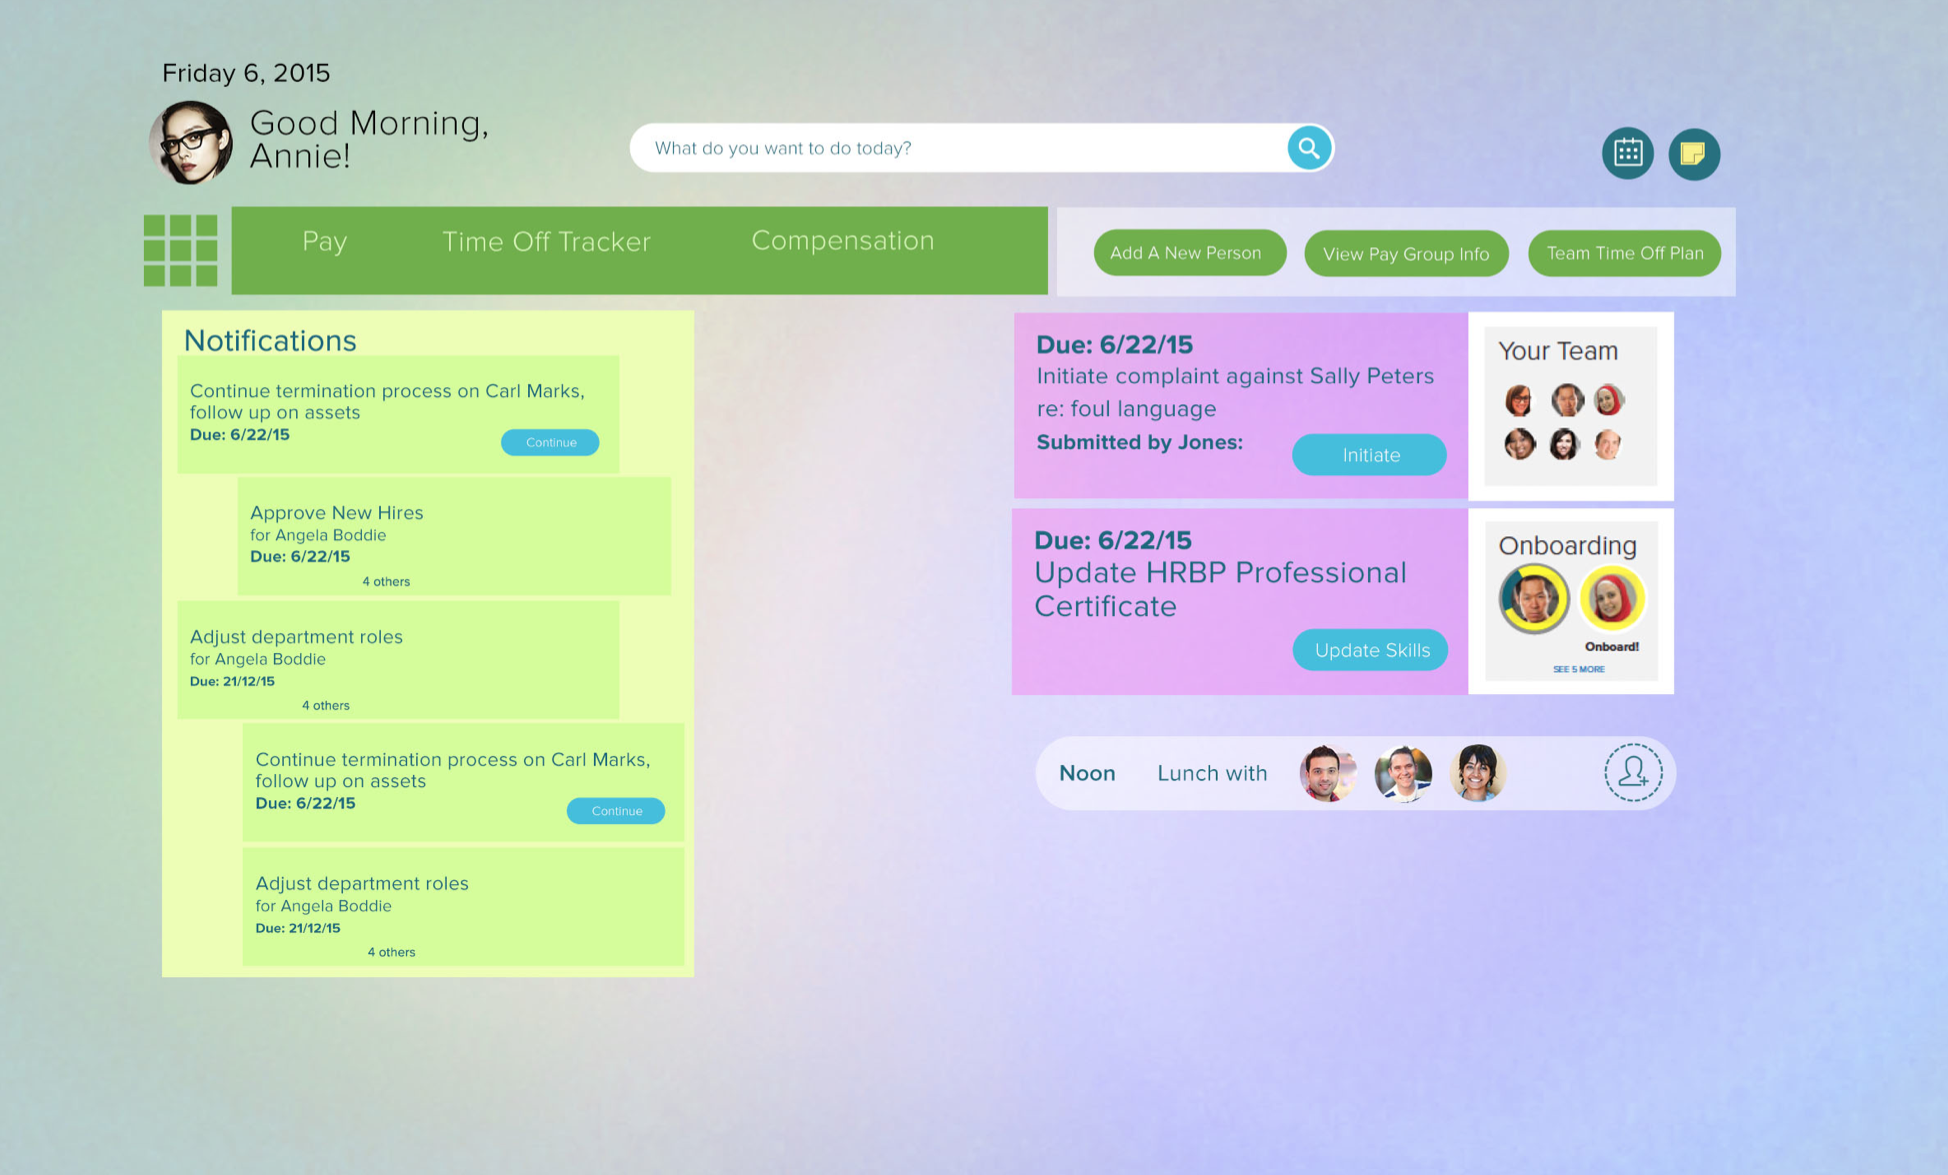 Friday 6, 2015
Good Morning,
Annie!
What do you want to do today?
Pay
Time Off Tracker
Compensation
Add A New Person
View Pay Group Info
Team Time Off Plan
Notifications
Continue termination process on Carl Marks,
follow up on assets
Due: 6/22/15
Continue
Approve New Hires
for Angela Boddie
Due: 6/22/15
4 others
Adjust department roles
for Angela Boddie
Due: 21/12/15
4 others
Continue termination process on Carl Marks,
follow up on assets
Due: 6/22/15
Continue
Adjust department roles
for Angela Boddie
Due: 21/12/15
4 others
Due: 6/22/15
Initiate complaint against Sally Peters
re: foul language
Submitted by Jones:
Initiate
Your Team
Due: 6/22/15
Update HRBP Professional
Certificate
Update Skills
Onboarding
Onboard!
SEE 5 MORE
Noon
Lunch with